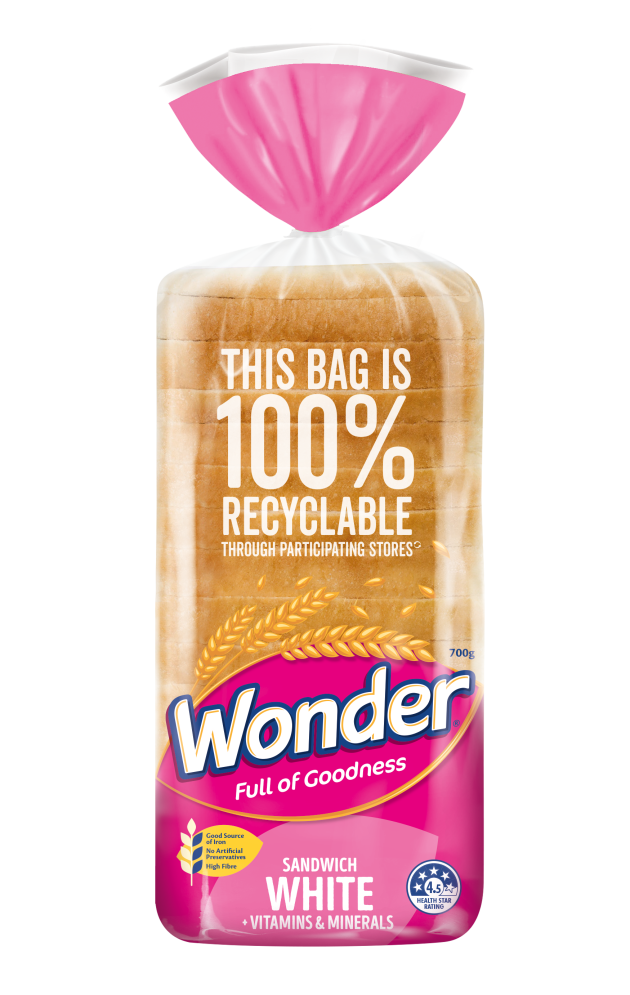 THIS BAG IS
100%
RECYCLABLE
THROUGH PARTICIPATING STORES
700g
Wonder
Full of Goodness
Good Source
of Iron
No Artificial
Preservatives
High Fibre
SANDWICH
WHITE
+ VITAMINS & MINERALS
4.5
HEALTH STAR
RATING